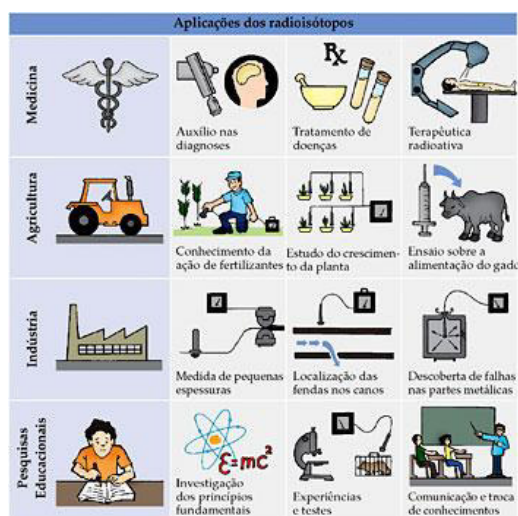 Aplicações dos radioisótopos
Medicina
Rx
Auxílio nas
diagnoses
Tratamento de
doenças
Terapêutica
radioativa
Agricultura
Conhecimento da
ação de fertilizantes
Estudo do crescimen-
to da planta
Ensaio sobre a
alimentação do gado
Indústria
Medida de pequenas
espessuras
Localização das
fendas nos canos
Descoberta de falhas
nas partes metálicas
Pesquisas
Educacionais
E=mc²
Investigação
dos princípios
fundamentais
Experiências
e testes
Comunicação e troca
de conhecimentos